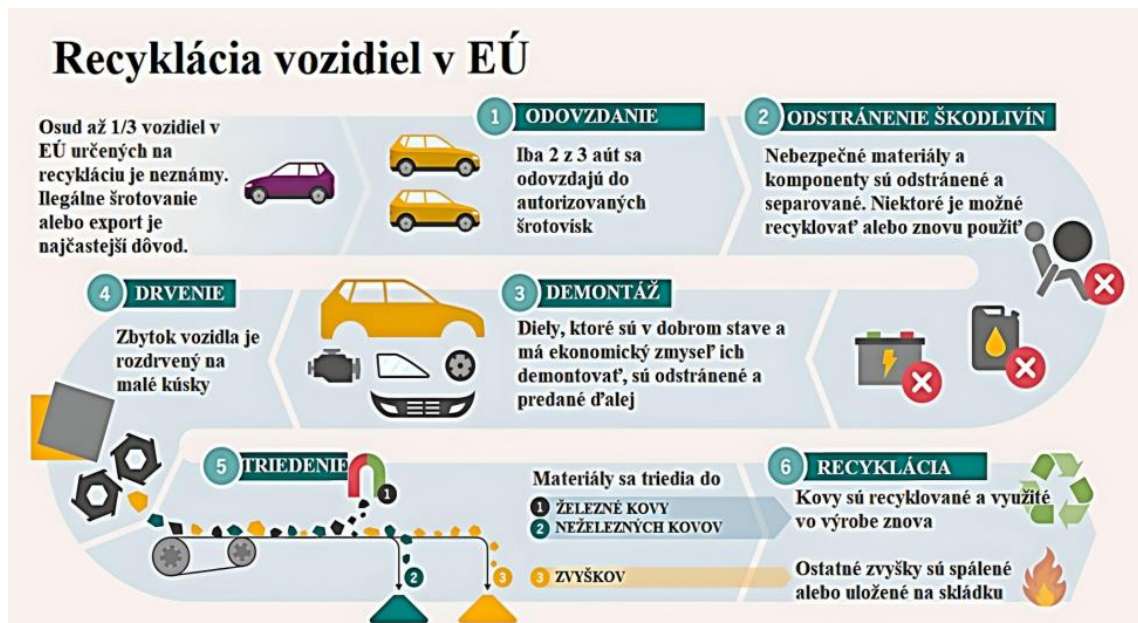 Recyklácia vozidiel v EÚ
Osud až 1/3 vozidiel v
EÚ určených na
recykláciu je neznámy.
Ilegálne šrotovanie
alebo export je
najčastejší dôvod.
1 ODOVZDANIE
Iba 2 z 3 aút sa
odovzdajú do
autorizovaných
šrotovísk
2 ODSTRÁNENIE ŠKODLIVÍN
Nebezpečné materiály a
komponenty sú odstránené a
separované. Niektoré je možné
recyklovať alebo znovu použiť
3 DEMONTÁŽ
Diely, ktoré sú v dobrom stave a
má ekonomický zmyseľ ich
demontovať, sú odstránené a
predané ďalej
4 DRVENIE
Zbytok vozidla je
rozdrvený na
malé kúsky
5 TRIEDENIE
1
2
3
Materiály sa triedia do
1 ŽELEZNÉ KOVY
2 NEŽELEZNÝCH KOVOV
3 ZVYŠKOV
6 RECYKLÁCIA
Kovy sú recyklované a využité
vo výrobe znova
Ostatné zvyšky sú spálené
alebo uložené na skládku